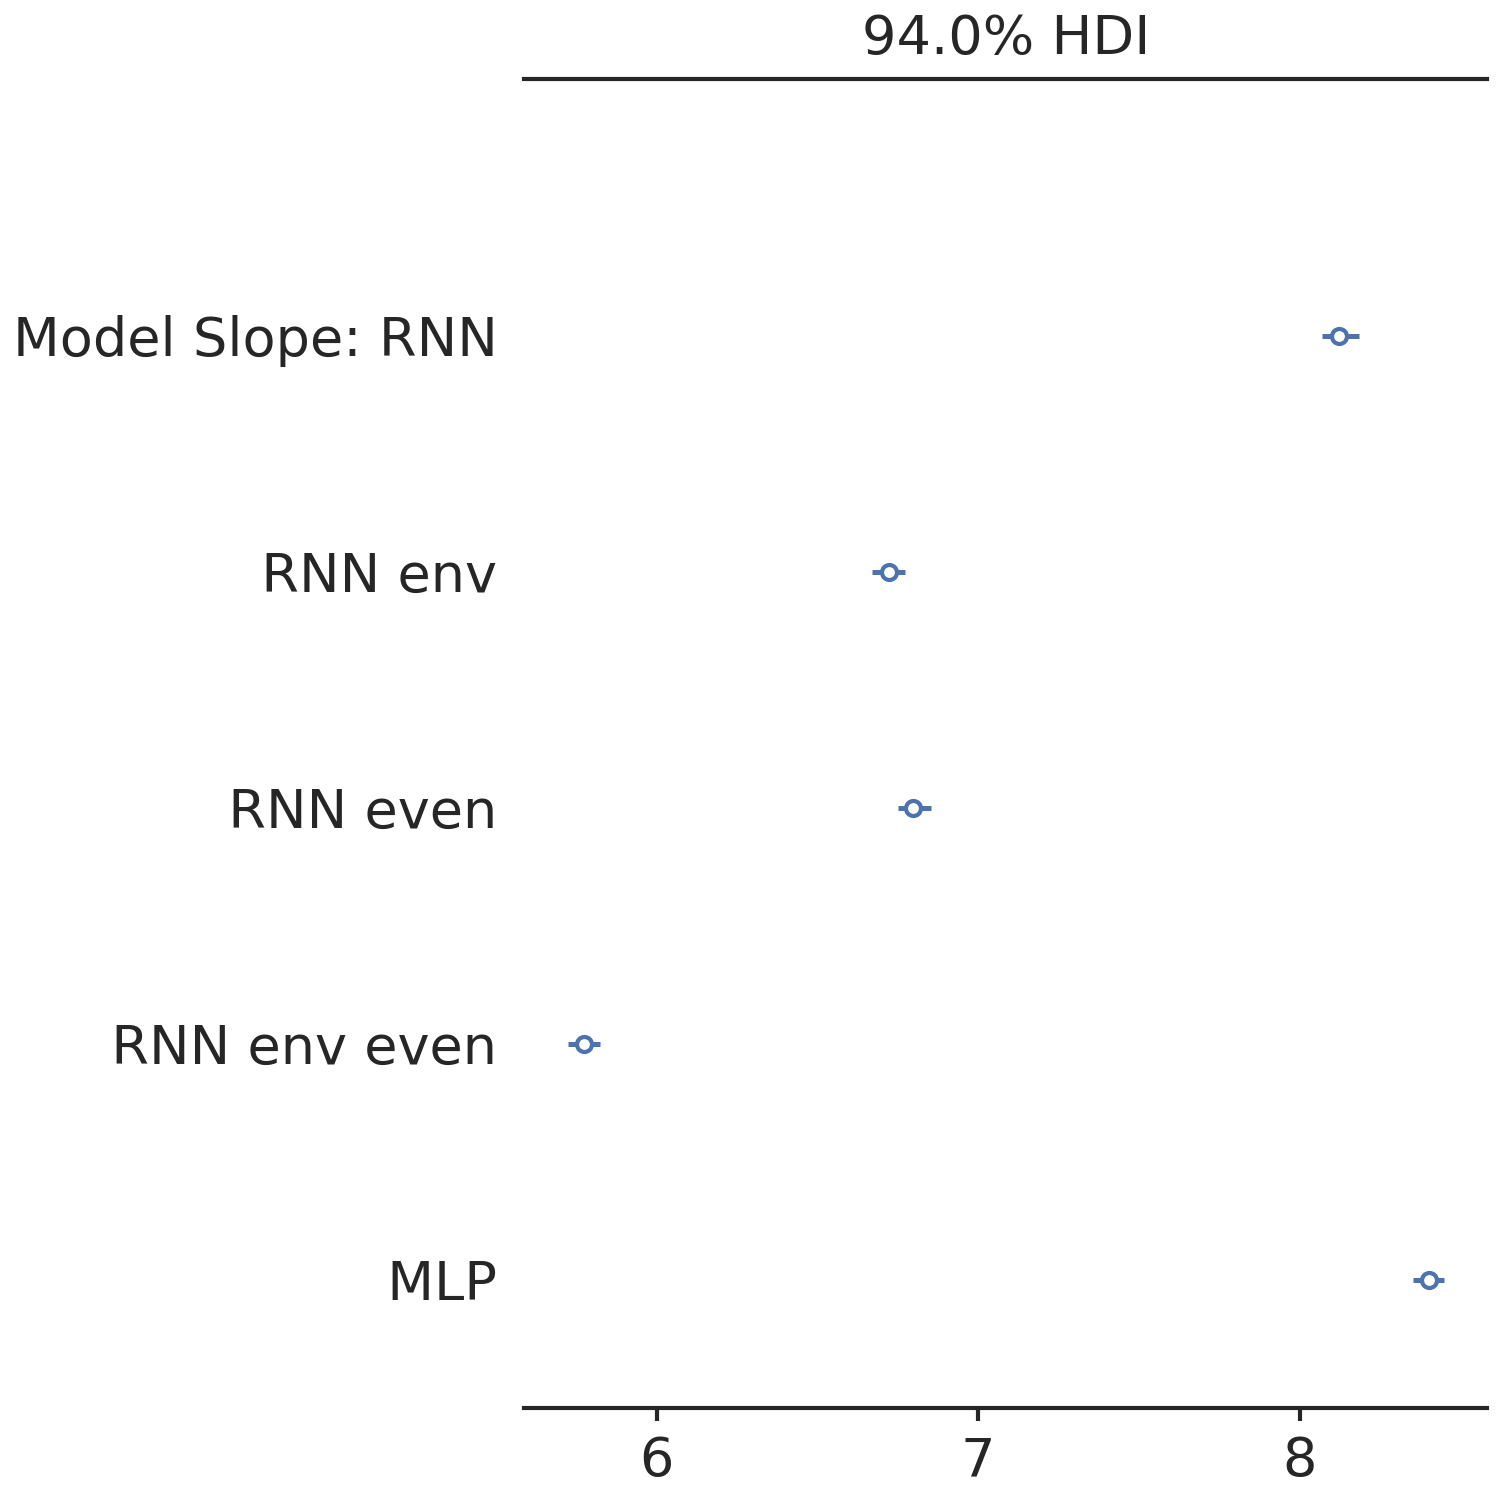 94.0% HDI
Model Slope: RNN
RNN env
RNN even
RNN env even
MLP
6 7 8